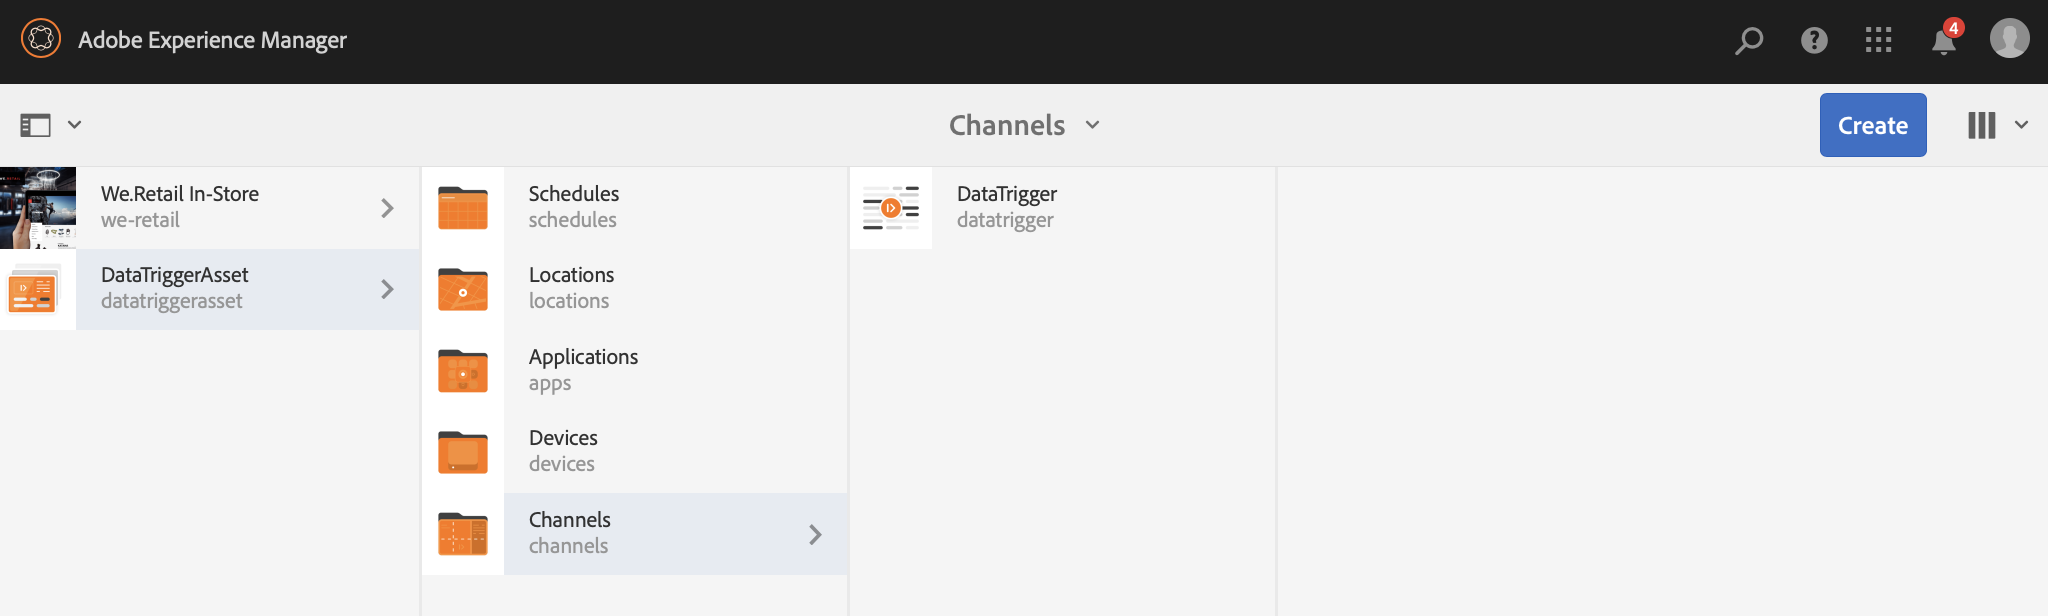 Adobe Experience Manager
4
Channels
Create
We.Retail In-Store
we-retail
DataTriggerAsset
datatriggerasset
Schedules
schedules
Locations
locations
Applications
apps
Devices
devices
Channels
channels
DataTrigger
datatrigger